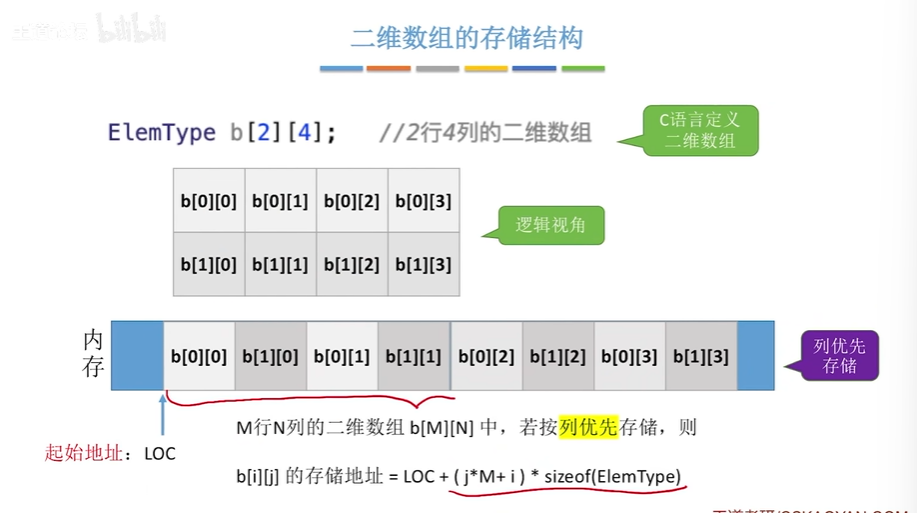 bilibili
二维数组的存储结构
ElemType b[2][4]; //2行4列的二维数组
C语言定义
二维数组
b[0][0] b[0][1] b[0][2] b[0][3]
逻辑视角
b[1][0] b[1][1] b[1][2] b[1][3]
内
存
b[0][0] b[1][0] b[0][1] b[1][1] b[0][2] b[1][2] b[0][3] b[1][3]
列优先
存储
M行N列的二维数组 b[M][N] 中，若按列优先存储，则
起始地址：LOC
b[i][j] 的存储地址 = LOC + ( j*M+ i ) * sizeof(ElemType)